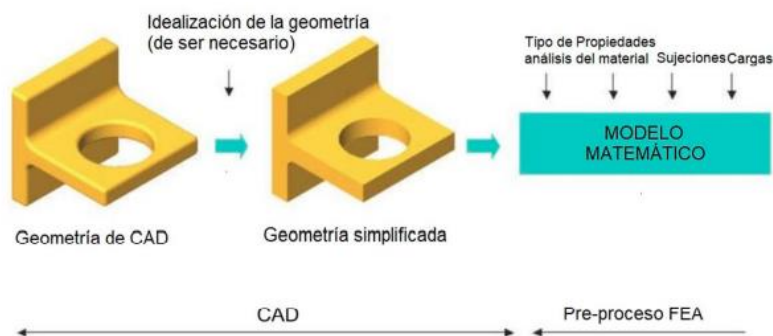 Idealización de la geometría
(de ser necesario)
Tipo de Propiedades
análisis del material Sujeciones Cargas
MODELO
MATEMÁTICO
Geometría de CAD
Geometría simplificada
CAD
Pre-proceso FEA